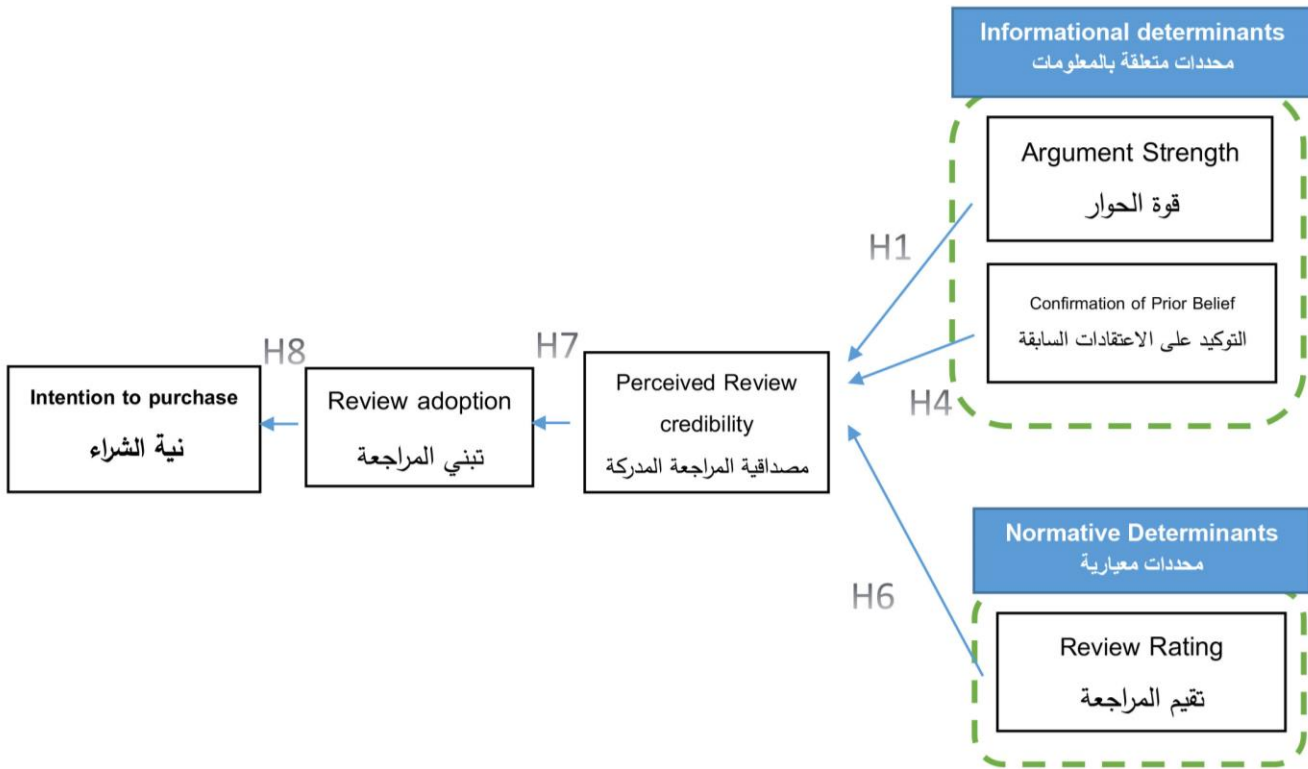 Informational determinants
محددات متعلقة بالمعلومات
Argument Strength
قوة الحوار
H1
Confirmation of Prior Belief
التوكيد على الاعتقادات السابقة
H4
H8
H7
Intention to purchase
نية الشراء
Review adoption
تبني المراجعة
Perceived Review
credibility
مصداقية المراجعة المدركة
Normative Determinants
محددات معيارية
H6
Review Rating
تقيم المراجعة